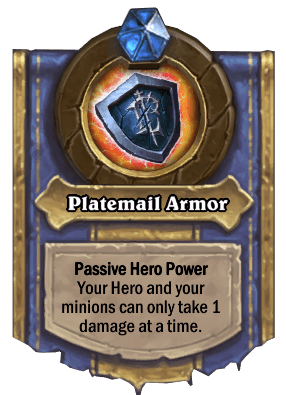 Platemail Armor
Passive Hero Power
Your Hero and your
minions can only take 1
damage at a time.